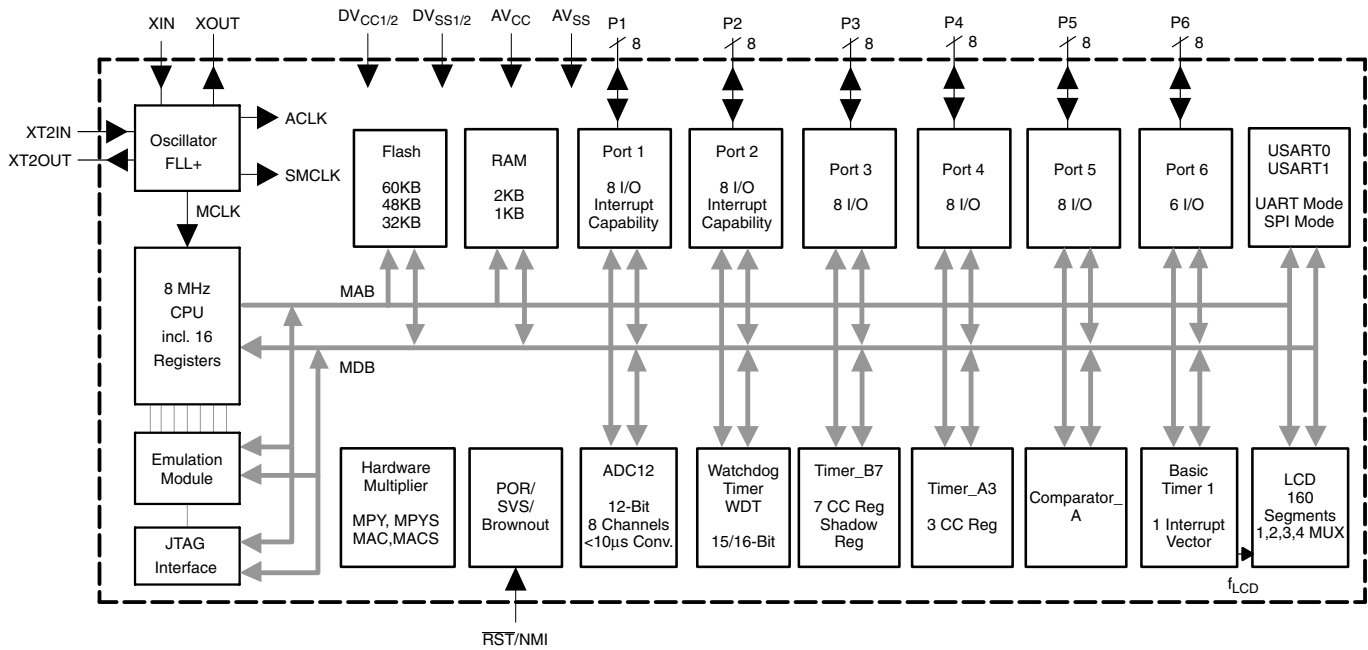 XIN XOUT DVCC1/2 DVSS1/2 AVCC AVSS P1 P2 P3 P4 P5 P6
8 8 8 8 8 8
XT2IN
XT2OUT
Oscillator
FLL+
ACLK
SMCLK
MCLK
Flash
60KB
48KB
32KB
RAM
2KB
1KB
Port 1
8 I/O
Interrupt
Capability
Port 2
8 I/O
Interrupt
Capability
Port 3
8 I/O
Port 4
8 I/O
Port 5
8 I/O
Port 6
6 I/O
USART0
USART1
UART Mode
SPI Mode
8 MHz
CPU
incl. 16
Registers
MAB
MDB
Emulation
Module
JTAG
Interface
Hardware
Multiplier
MPY, MPYS
MAC,MACS
POR/
SVS/
Brownout
ADC12
12-Bit
8 Channels
<10μs Conv.
Watchdog
Timer
WDT
15/16-Bit
Timer_B7
7 CC Reg
Shadow
Reg
Timer_A3
3 CC Reg
Comparator_
A
Basic
Timer 1
1 Interrupt
Vector
LCD
160
Segments
1,2,3,4 MUX
fLCD
RST/NMI